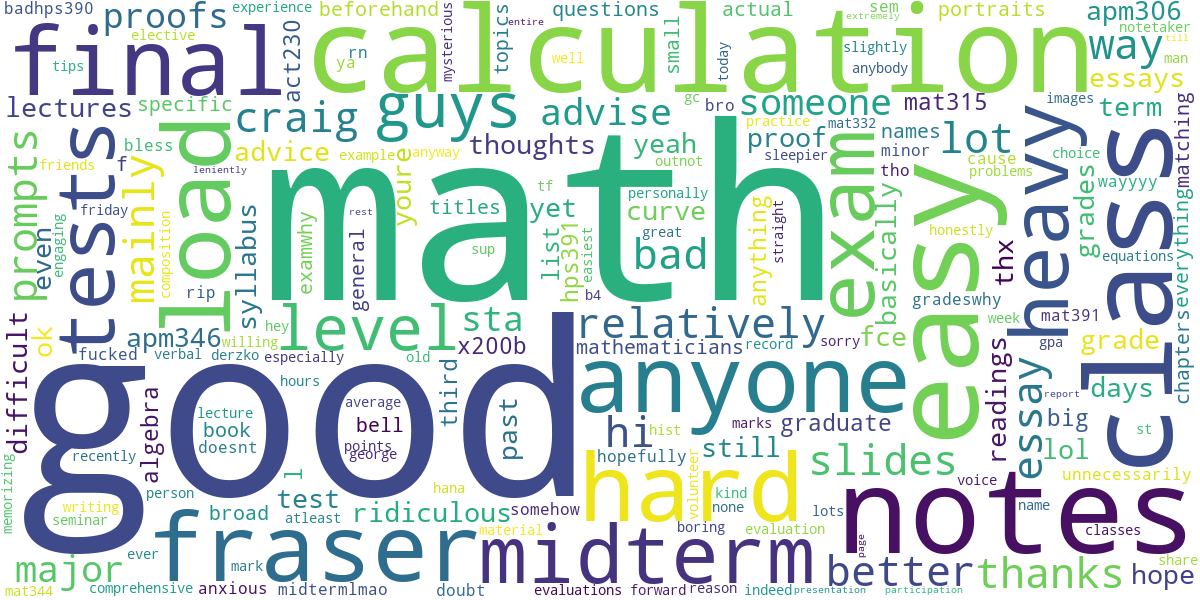 badhps390
proofs
experience
beforehand
questions
actual
sem
portraits
apm306
elective
extremely
notetaker
final
calculation
way
till
tips
act230
rn
ya
mysterious
entire
topics
well
small
today
slightly
anybody
man
essays
lectures
specific
craig
guys
advise
gc
bro
someone
mat315
images
term
prompts
tests
load
bless
advice
example
anyway
thoughts
yeah
outnot
practice
proof
mat332
sleepier
names
minor
lot
cause
problems
choice
matching
friends
f
mainly
leniently
youre
math
tf
personally
exam
tho
easy
heavy
wayyyy
class
friday
even
engaging
composition
syllabus
examwhy
general
rest
titles
yet
curve
great
anything
straight
basically
honestly
thx
grades
equations
chapterseverything
rip
sup
list
hps391
easiest
bad
b4
gradeswhy
week
mat391
gpa
ok
difficult
apm346
willing
hey
level
sta
relatively
sorry
fce
grade
fucked
verbal
derzko
especially
old
x200b
mathematicians
record
readings
essay
report
days
good
algebra
hours
lecture
book
doesnt
average
bell
points
george
third
past
anyone
hi
hist
marks
graduate
big
st
lol
recently
l
hopefully
still
slides
voice
unnecessarily
memorizing
person
writing
seminar
test
hana
hard
volunteer
kind
none
lots
notes
name
broad
atleast
ridiculous
somehow
material
boring
evaluation
page
classes
fraser
midterm
ever
major
mark
better
thanks
hope
share
mat344
comprehensive
anxious
midtermlmao
doubt
evaluations
forward
reason
indeed
presentation
participation